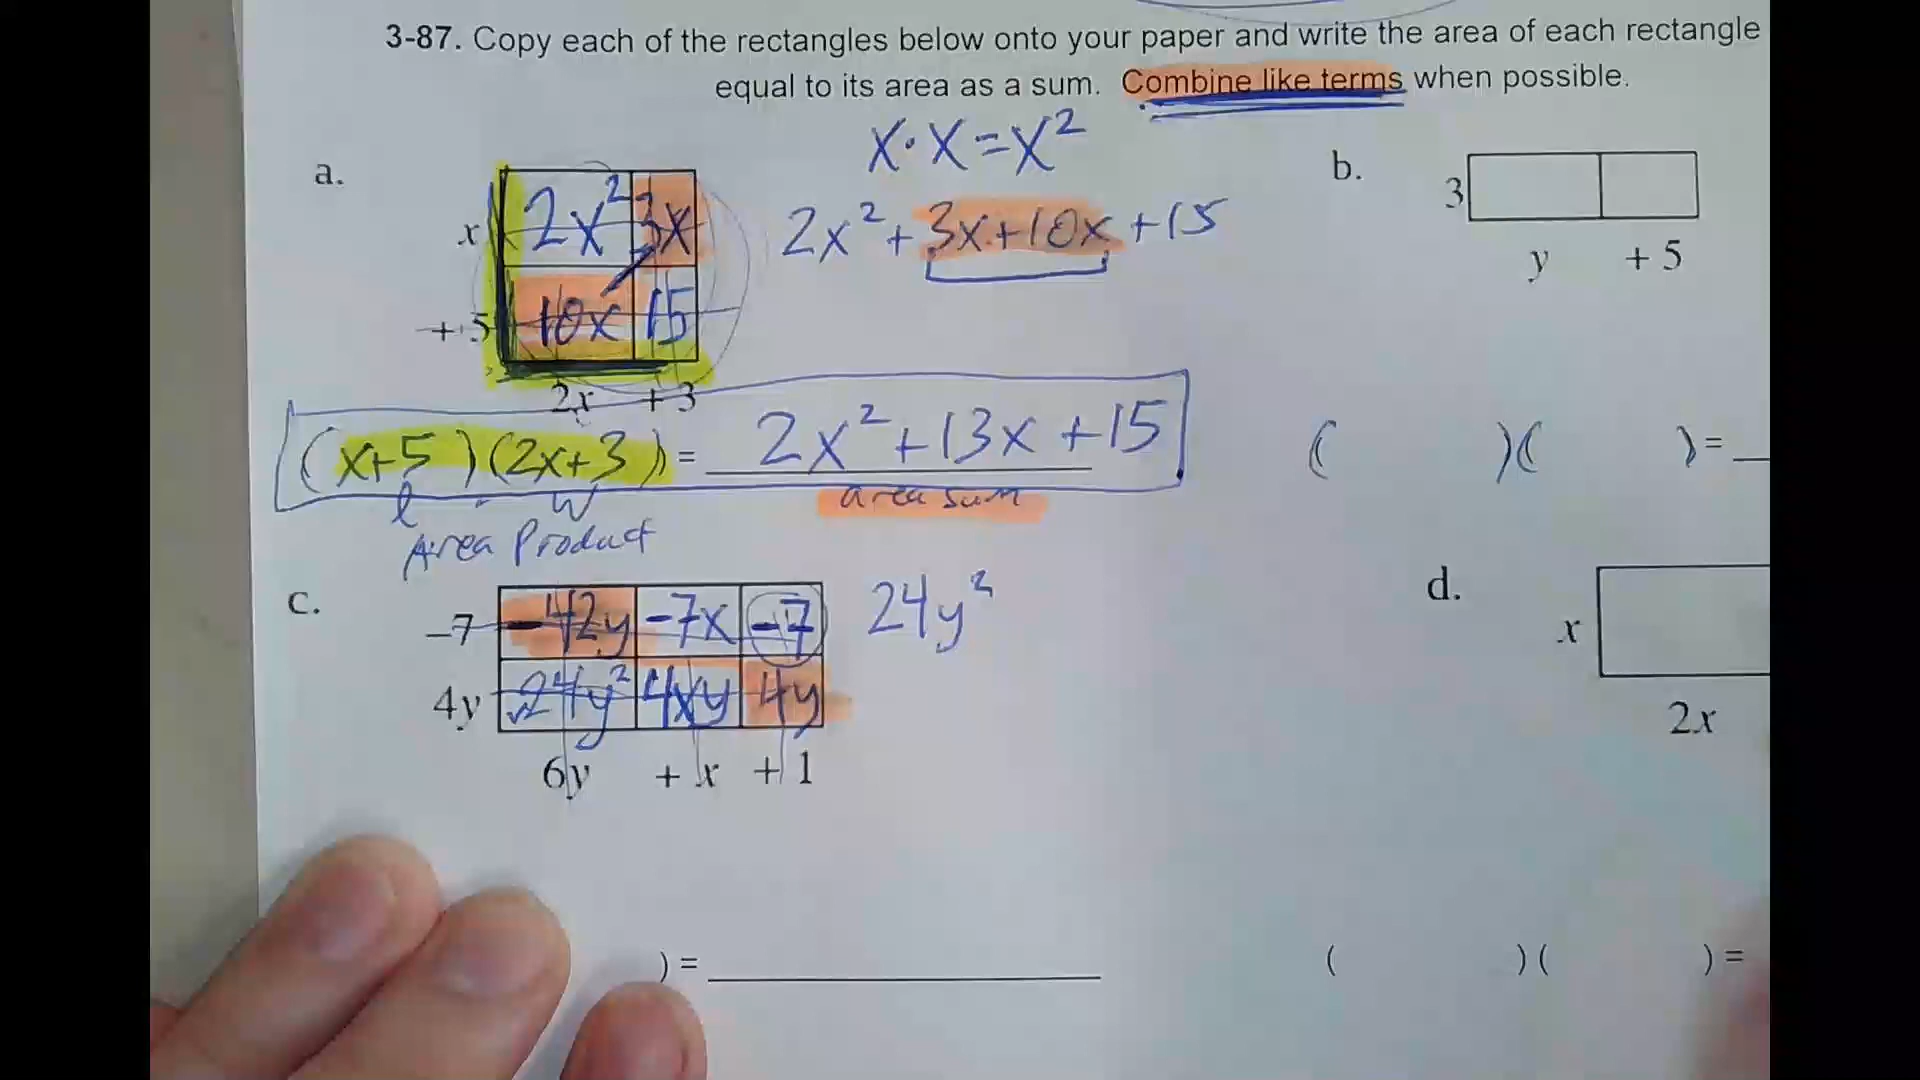 3-87. Copy each of the rectangles below onto your paper and write the area of each rectangle
equal to its area as a sum. Combine like terms when possible.
x·x=x²
a.
2x² 3x
x
10x 15
+ 5
2x + 3
2x²+3x+10x+15
b.
3
y + 5
(x+5)(2x+3)= 2x²+13x+15
l w
Area Product
area sum
( )( )=
c.
-42y -7x -7
–7
24y² 4xy 4y
4y
6y + x + 1
24y²
d.
x
2x
) =
( ) ( ) =